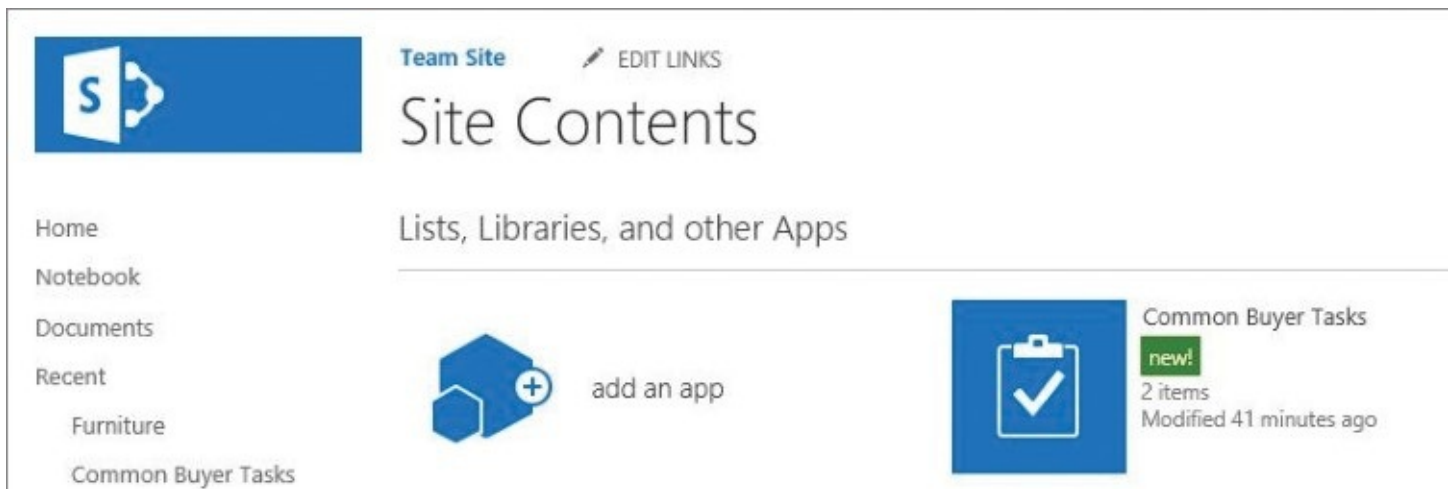 S
Team Site
EDIT LINKS
Site Contents
Home
Notebook
Documents
Recent
Furniture
Common Buyer Tasks
Lists, Libraries, and other Apps
add an app
Common Buyer Tasks
new!
2 items
Modified 41 minutes ago